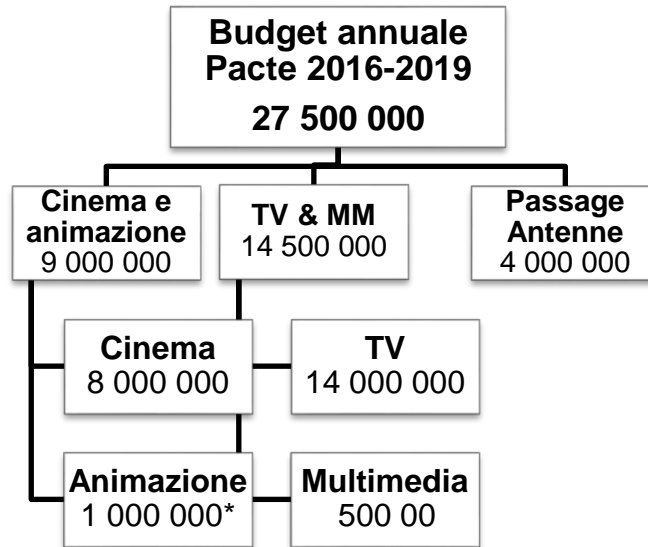 Budget annuale
Pacte 2016-2019
27 500 000
Cinema e
animazione
9 000 000
TV & MM
14 500 000
Passage
Antenne
4 000 000
Cinema
8 000 000
TV
14 000 000
Animazione
1 000 000*
Multimedia
500 00